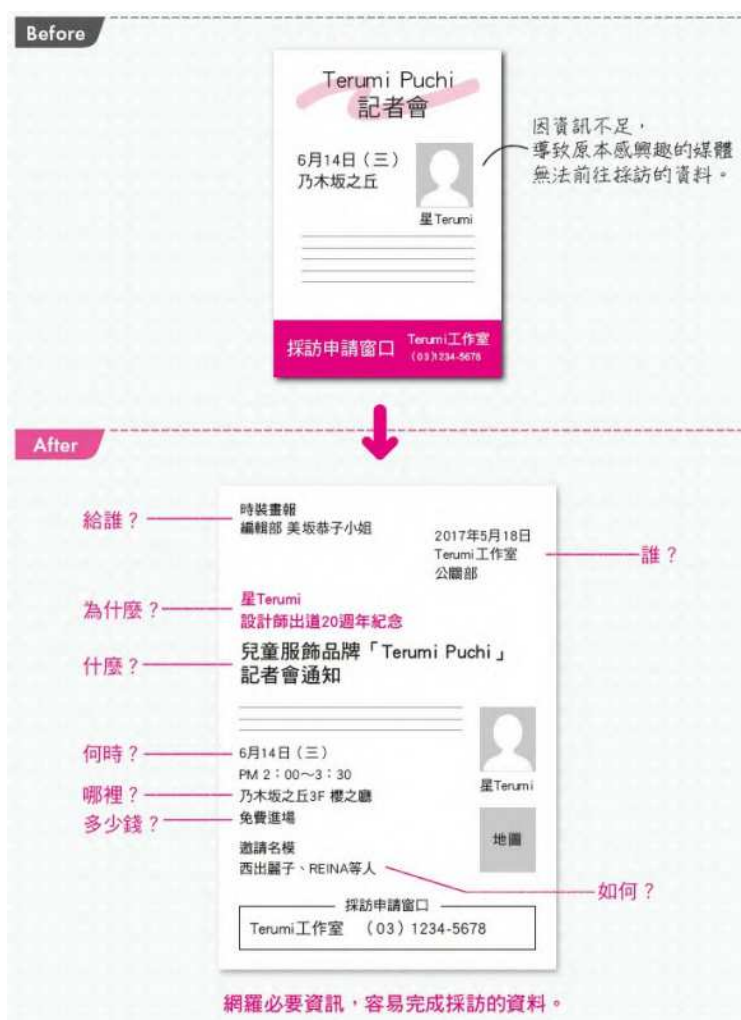 Before
Terumi Puchi
記者會
6月14日（三）
乃木坂之丘
星Terumi
採訪申請窗口
Terumi工作室
(03)1234-5678
因資訊不足，
導致原本感興趣的媒體
無法前往採訪的資料。
After
給誰？
時裝畫報
編輯部 美坂恭子小姐
2017年5月18日
Terumi工作室
公關部
誰？
為什麼？
星Terumi
設計師出道20週年紀念
什麼？
兒童服飾品牌「Terumi Puchi」
記者會通知
何時？
6月14日（三）
PM 2：00～3：30
哪裡？
乃木坂之丘3F 櫻之廳
多少錢？
免費進場
星Terumi
地圖
邀請名模
西出麗子、REINA等人
如何？
採訪申請窗口
Terumi工作室 （03）1234-5678
網羅必要資訊，容易完成採訪的資料。